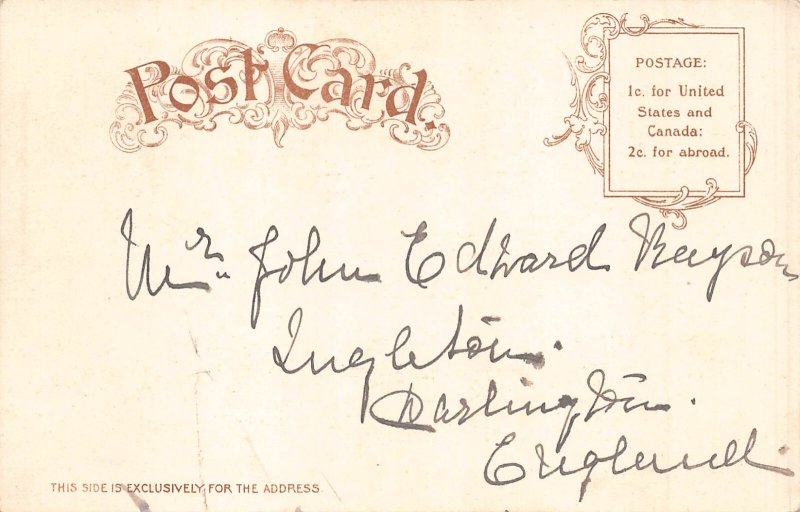 Post Card.
POSTAGE:
1c. for United
States and
Canada:
2c. for abroad.
Mr. John Edward
Ingleton.
Darlington.
England.
THIS SIDE IS EXCLUSIVELY FOR THE ADDRESS.